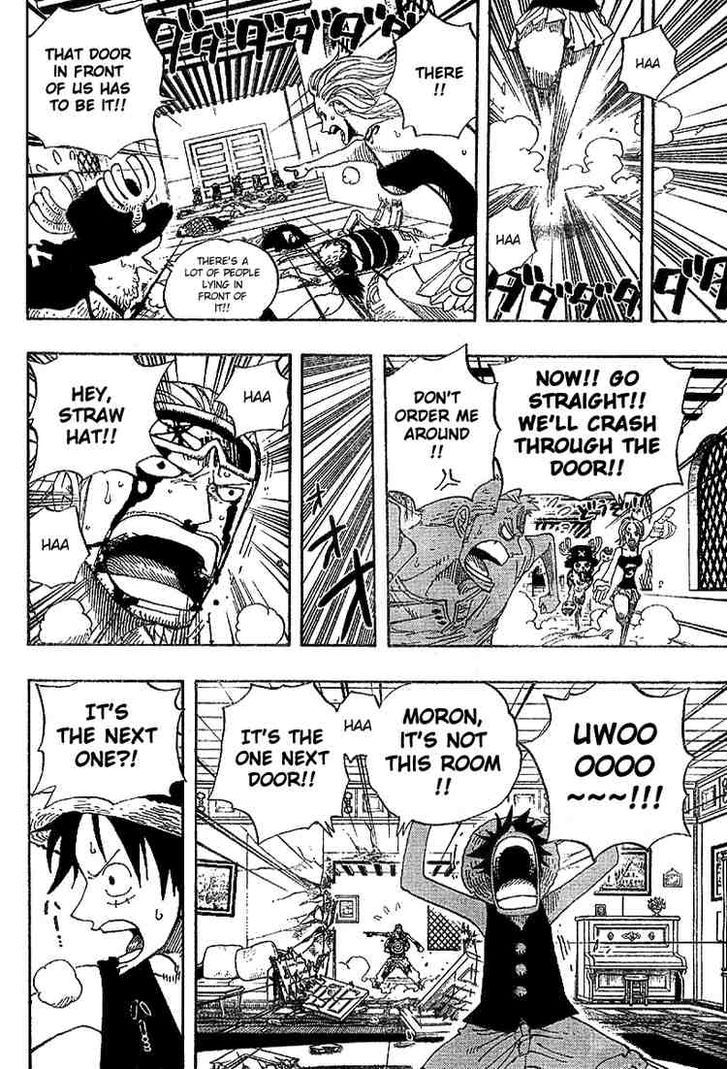 HAA
HAA
THERE
!!
THAT DOOR
IN FRONT
OF US HAS
TO BE IT!!
THERE'S A
LOT OF PEOPLE
LYING IN
FRONT OF
IT!!
NOW!! GO
STRAIGHT!!
WE'LL CRASH
THROUGH THE
DOOR!!
DON'T
ORDER ME
AROUND
!!
HAA
HEY,
STRAW
HAT!!
HAA
UWOO
OOOO
~~~!!!
MORON,
IT'S NOT
THIS ROOM
!!
HAA
IT'S THE
ONE NEXT
DOOR!!
IT'S
THE NEXT
ONE?!